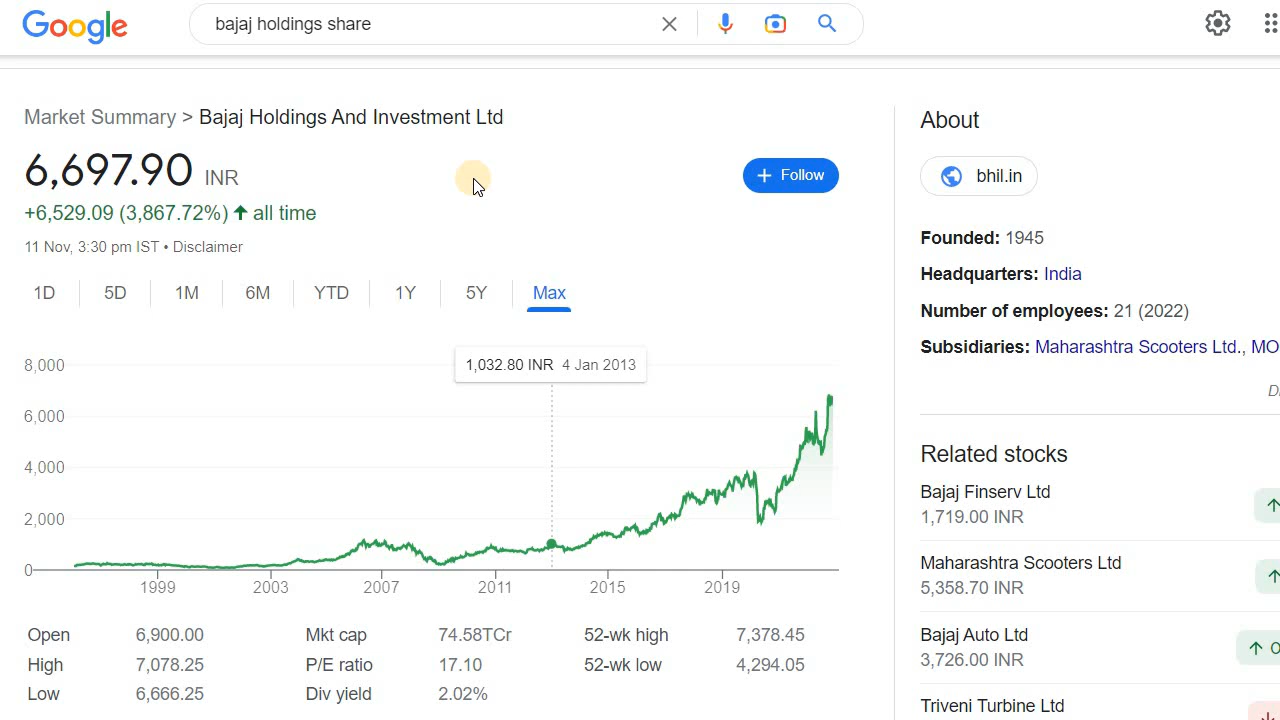 Google
bajaj holdings share
Market Summary > Bajaj Holdings And Investment Ltd
6,697.90 INR
+ Follow
+6,529.09 (3,867.72%) ↑ all time
11 Nov, 3:30 pm IST • Disclaimer
1D 5D 1M 6M YTD 1Y 5Y Max
1,032.80 INR 4 Jan 2013
8,000
6,000
4,000
2,000
0
1999 2003 2007 2011 2015 2019
Open 6,900.00 Mkt cap 74.58TCr 52-wk high 7,378.45
High 7,078.25 P/E ratio 17.10 52-wk low 4,294.05
Low 6,666.25 Div yield 2.02%
About
bhil.in
Founded: 1945
Headquarters: India
Number of employees: 21 (2022)
Subsidiaries: Maharashtra Scooters Ltd., MO
Related stocks
Bajaj Finserv Ltd
1,719.00 INR
↑
Maharashtra Scooters Ltd
5,358.70 INR
↑
Bajaj Auto Ltd
3,726.00 INR
↑ 0
Triveni Turbine Ltd